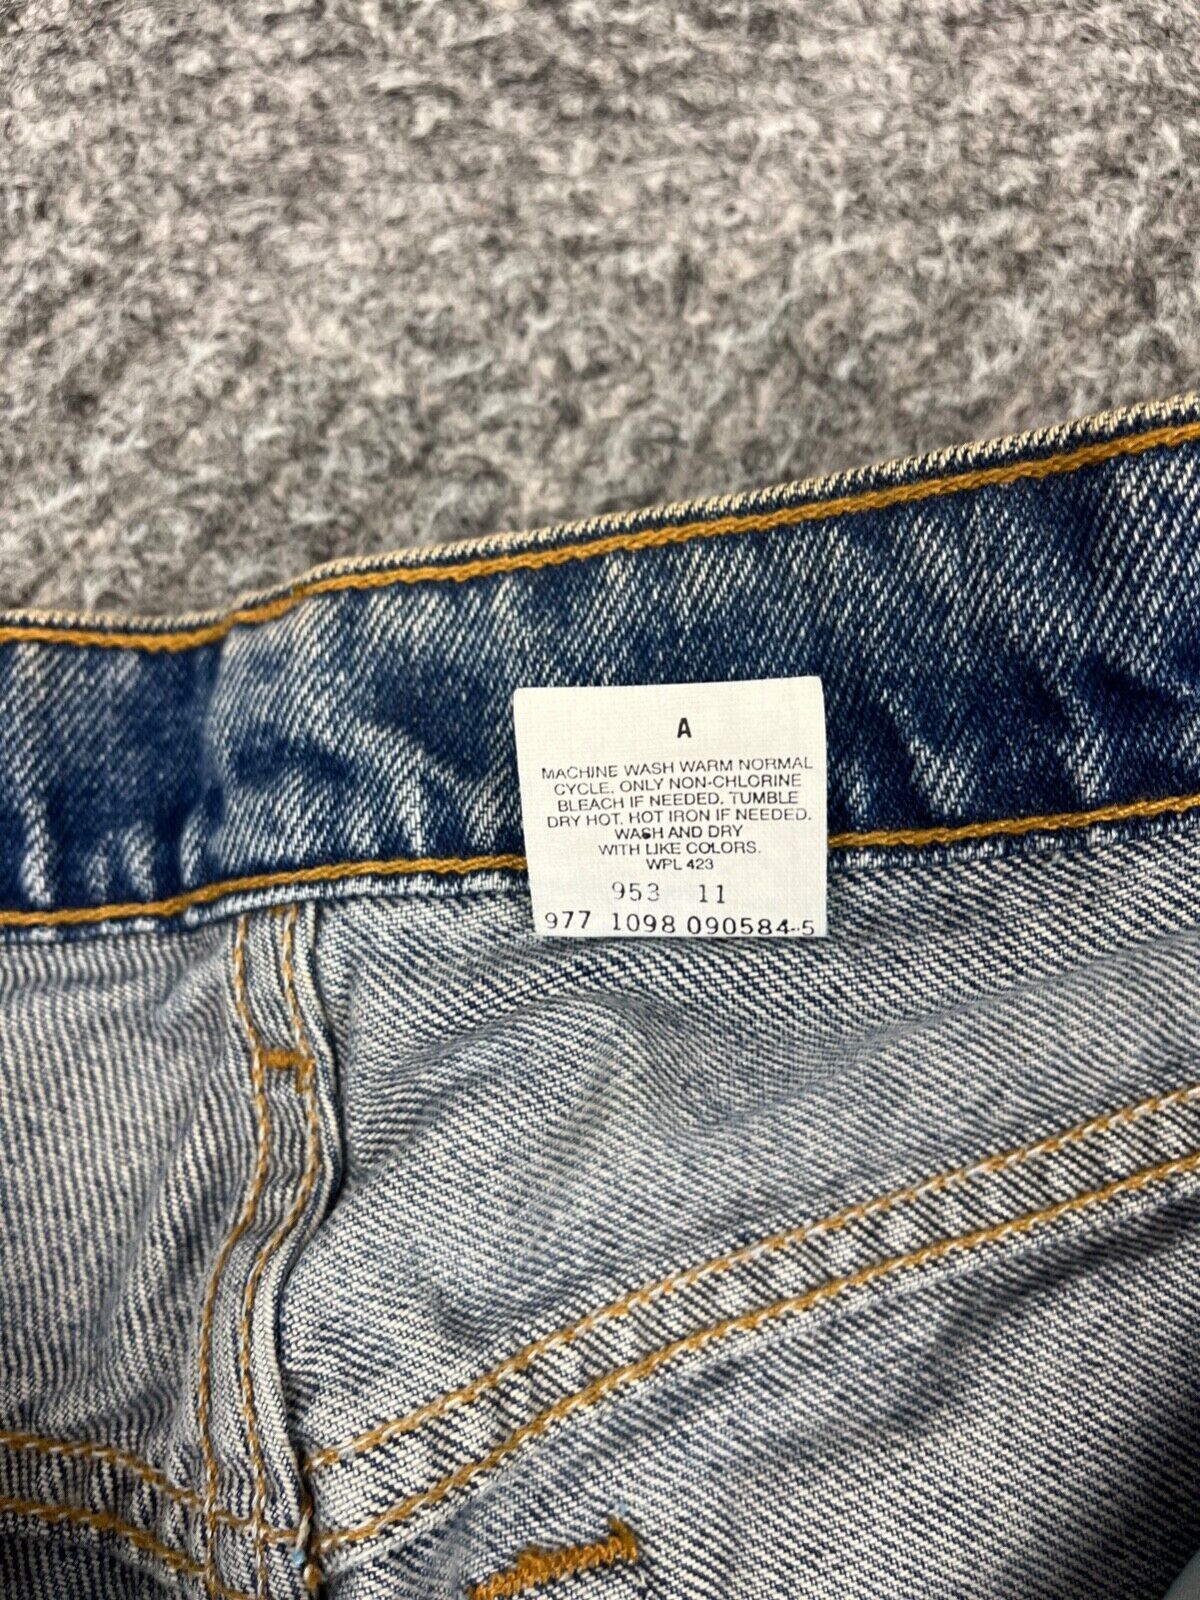 A
MACHINE WASH WARM NORMAL
CYCLE. ONLY NON-CHLORINE
BLEACH IF NEEDED. TUMBLE
DRY HOT. HOT IRON IF NEEDED.
WASH AND DRY
WITH LIKE COLORS.
WPL 423
953 11
977 1098 090584-5